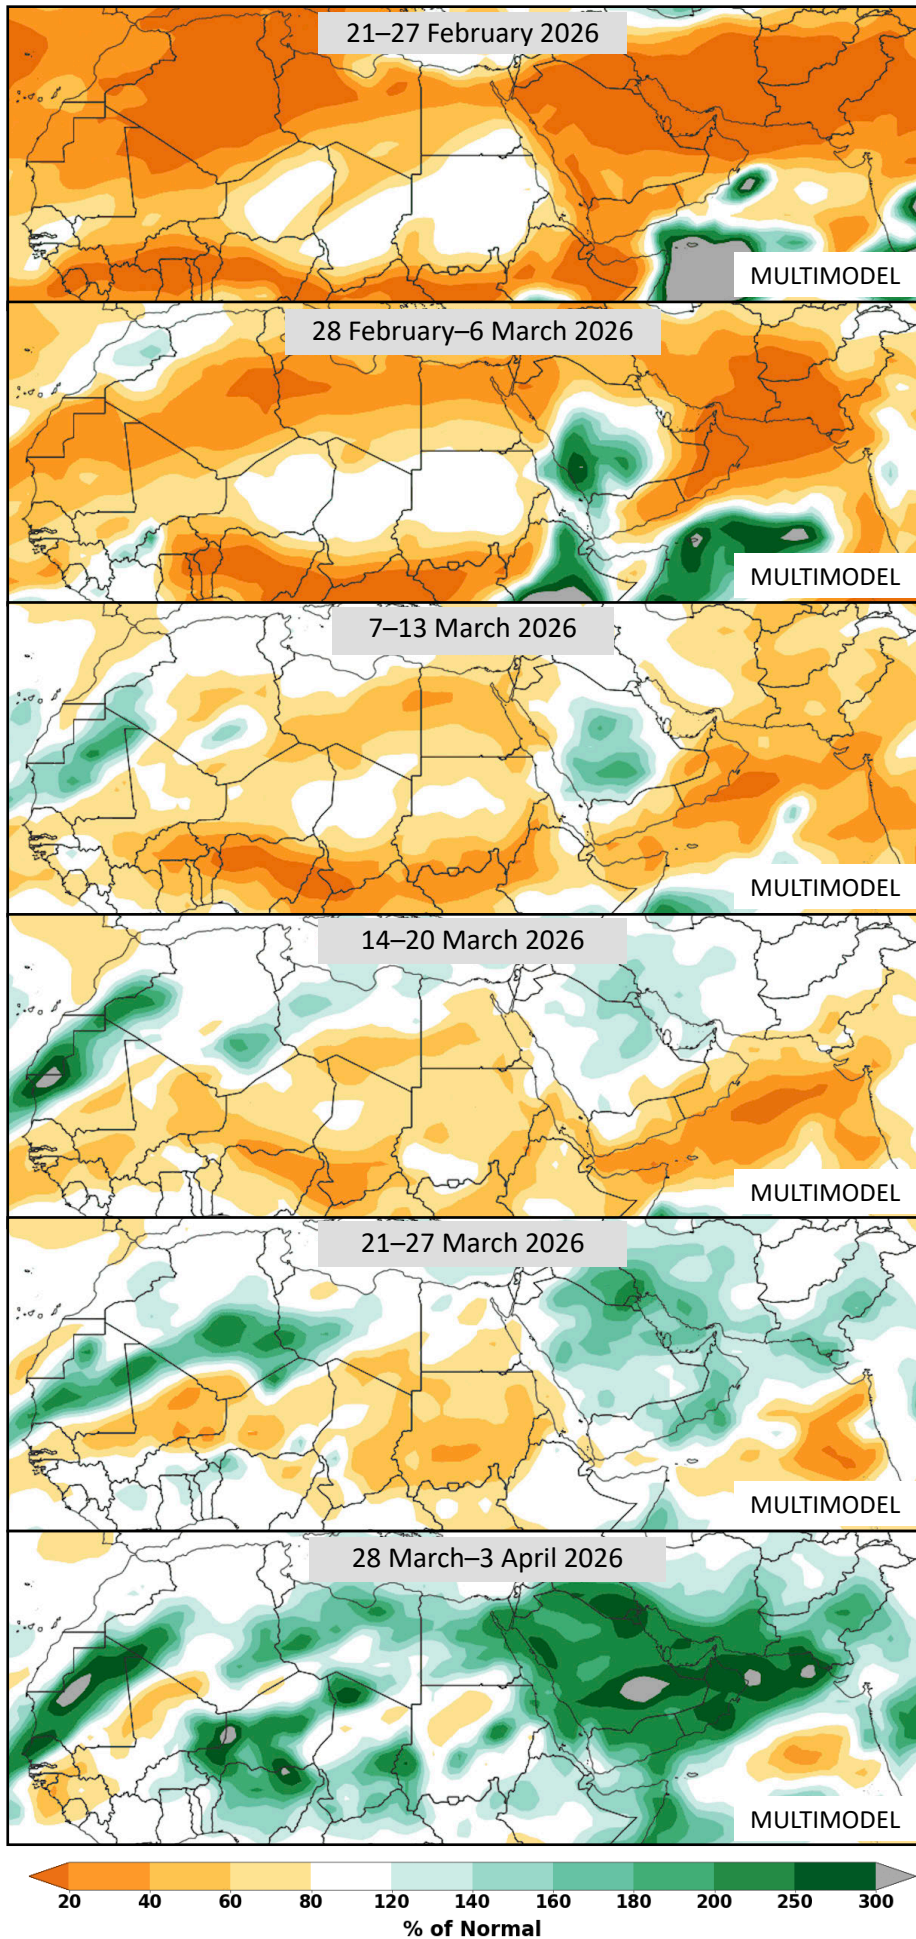 21–27 February 2026
MULTIMODEL
28 February–6 March 2026
MULTIMODEL
7–13 March 2026
MULTIMODEL
14–20 March 2026
MULTIMODEL
21–27 March 2026
MULTIMODEL
28 March–3 April 2026
MULTIMODEL
20 40 60 80 120 140 160 180 200 250 300
% of Normal